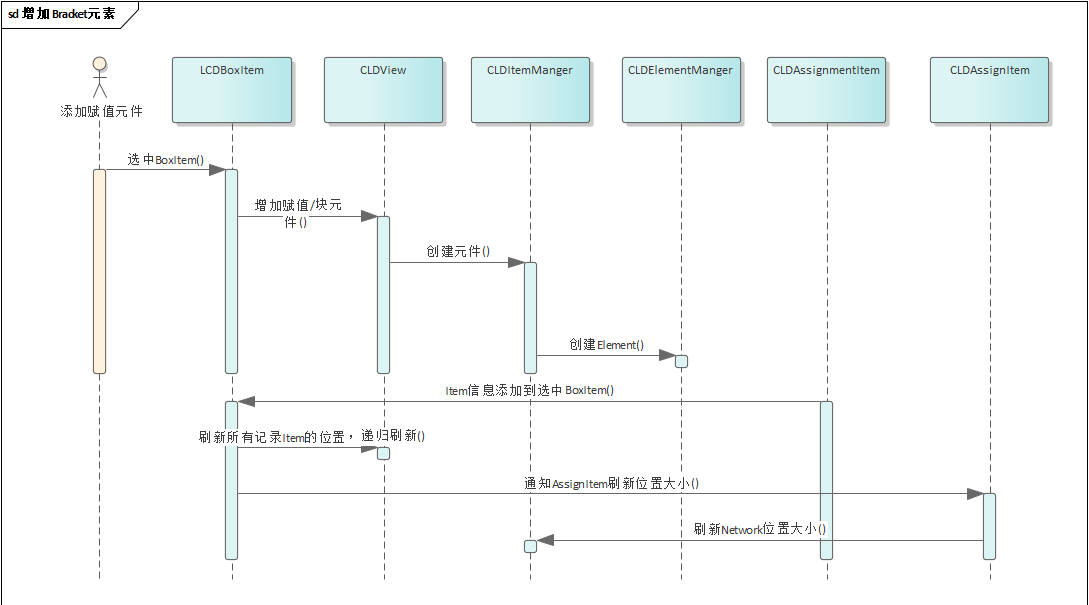 sd 增加Bracket元素
添加赋值元件
LCDBoxItem
CLDView
CLDItemManger
CLDElementManger
CLDAssignmentItem
CLDAssignItem
选中BoxItem()
增加赋值/块元
件()
创建元件()
创建Element()
Item信息添加到选中BoxItem()
刷新所有记录Item的位置，递归刷新()
通知AssignItem刷新位置大小()
刷新Network位置大小()